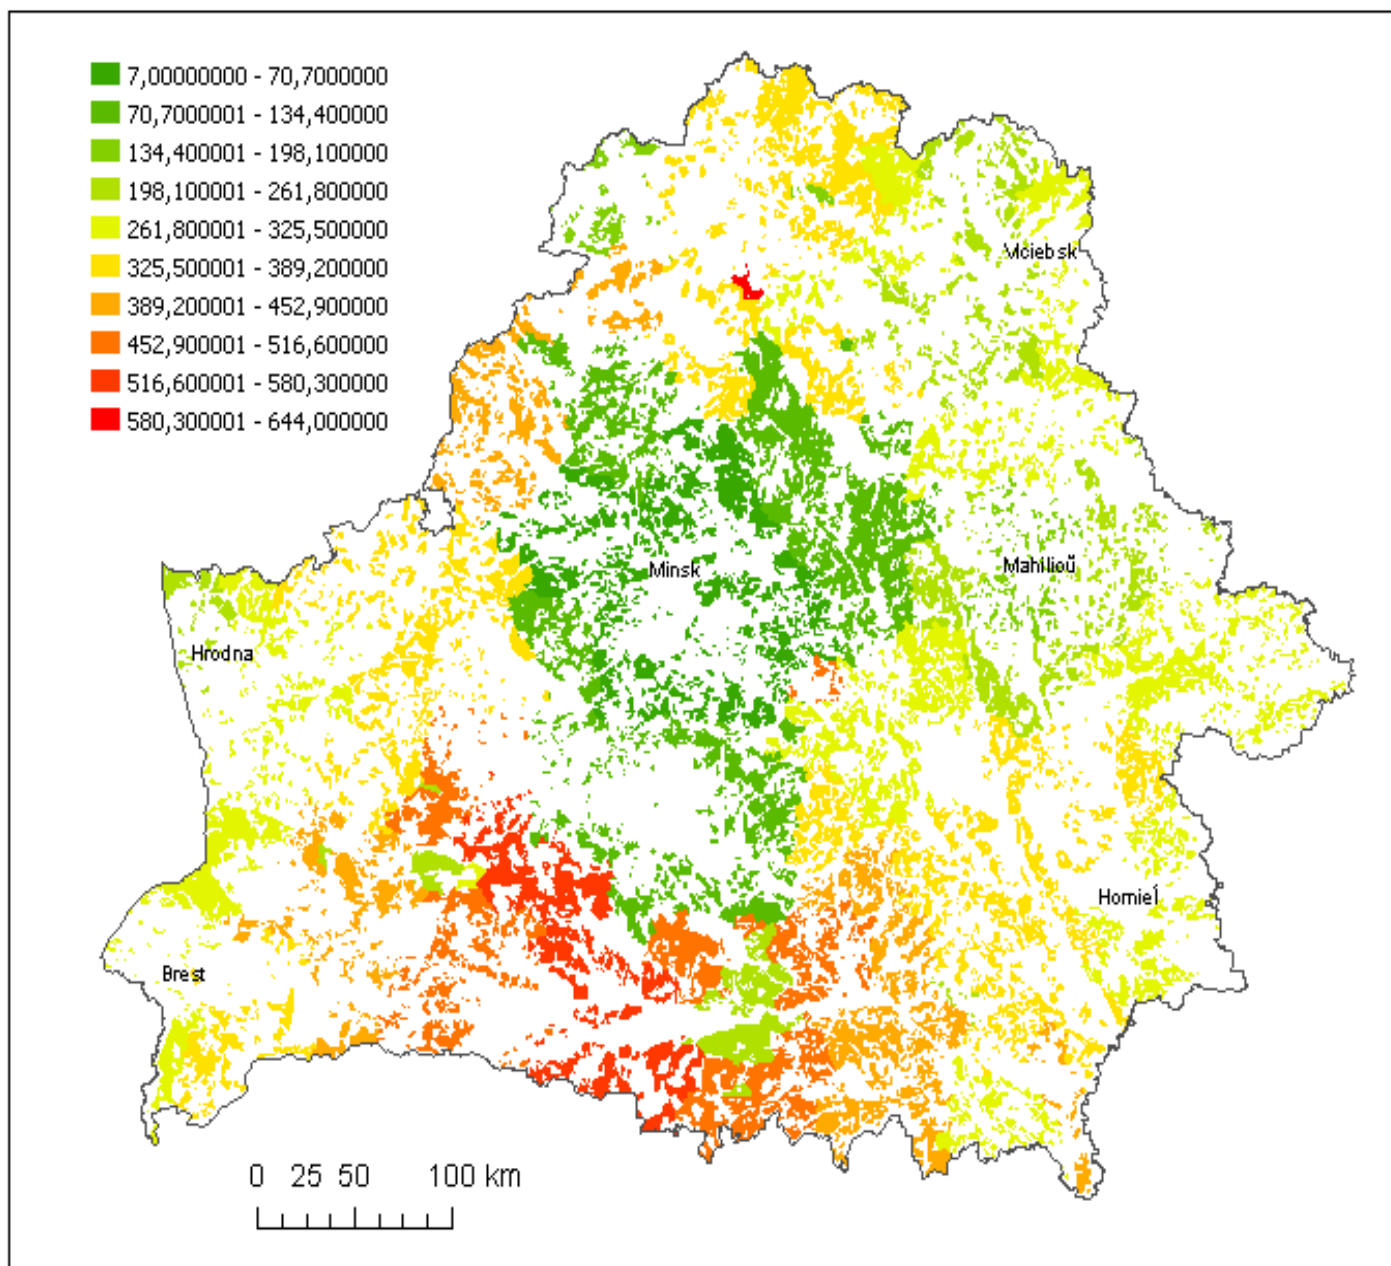 7,00000000 - 70,7000000
70,7000001 - 134,400000
134,400001 - 198,100000
198,100001 - 261,800000
261,800001 - 325,500000
325,500001 - 389,200000
389,200001 - 452,900000
452,900001 - 516,600000
516,600001 - 580,300000
580,300001 - 644,000000
Viciebsk
Minsk
Mahilioŭ
Hrodna
Homieĺ
Brest
0 25 50 100 km